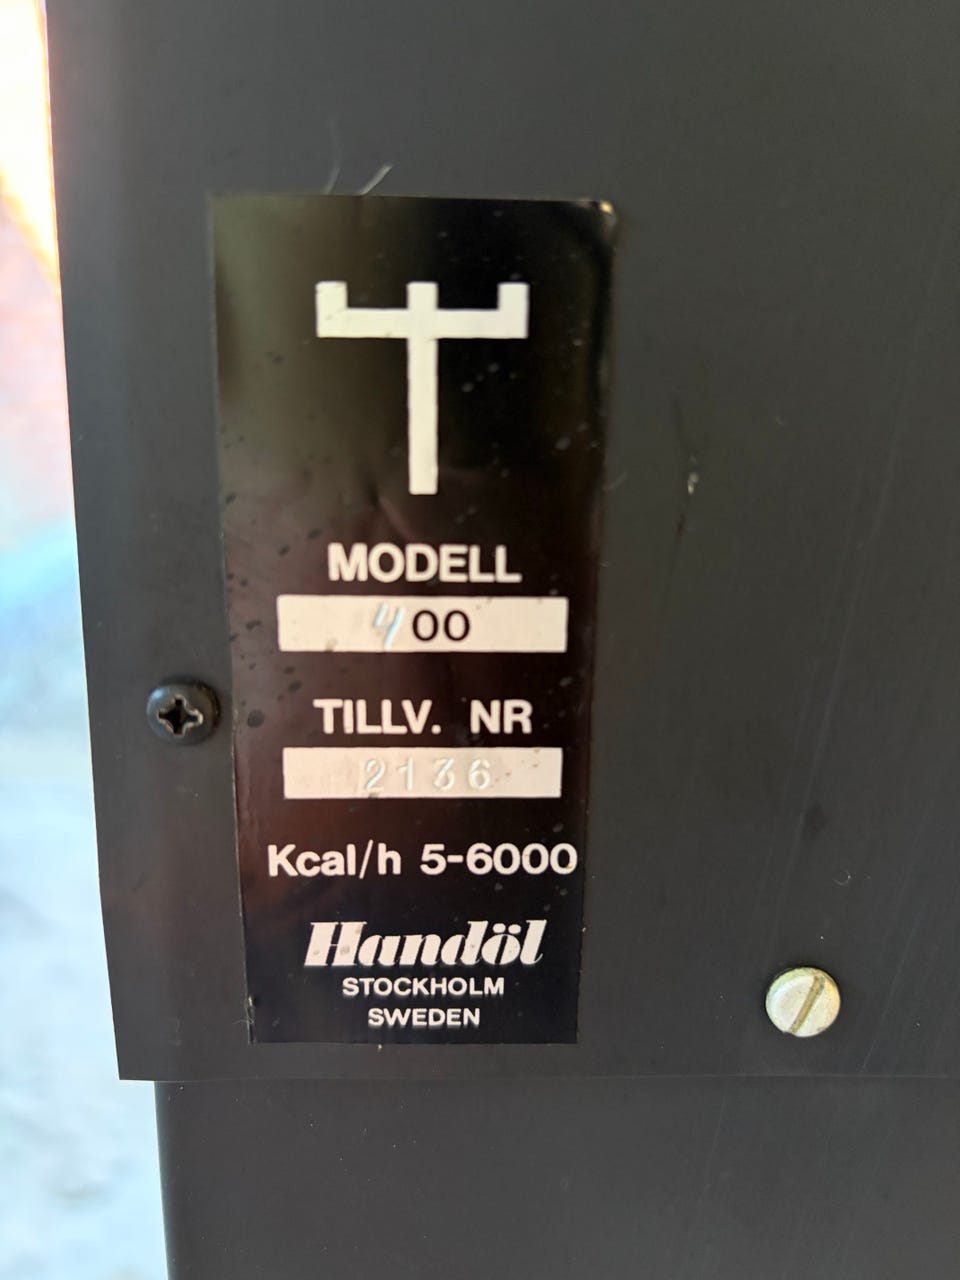 MODELL
400
TILLV. NR
2136
Kcal/h 5-6000
Handöl
STOCKHOLM
SWEDEN